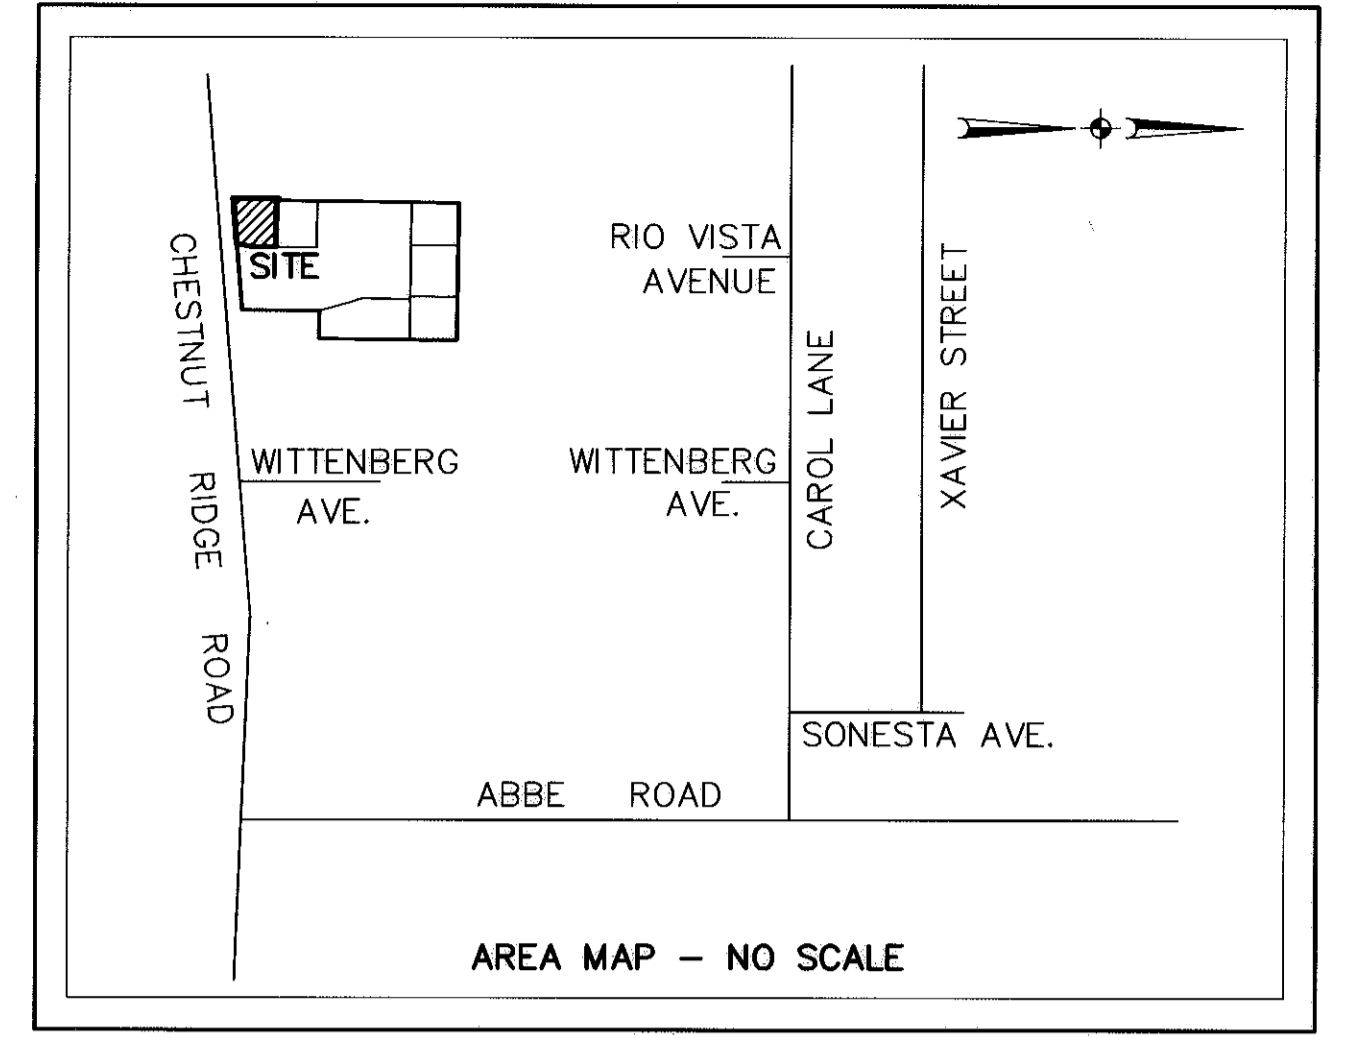 RIO VISTA
AVENUE
SITE
CHESTNUT RIDGE ROAD
WITTENBERG
AVE.
WITTENBERG
AVE.
CAROL LANE
XAVIER STREET
SONESTA AVE.
ABBE ROAD
AREA MAP – NO SCALE